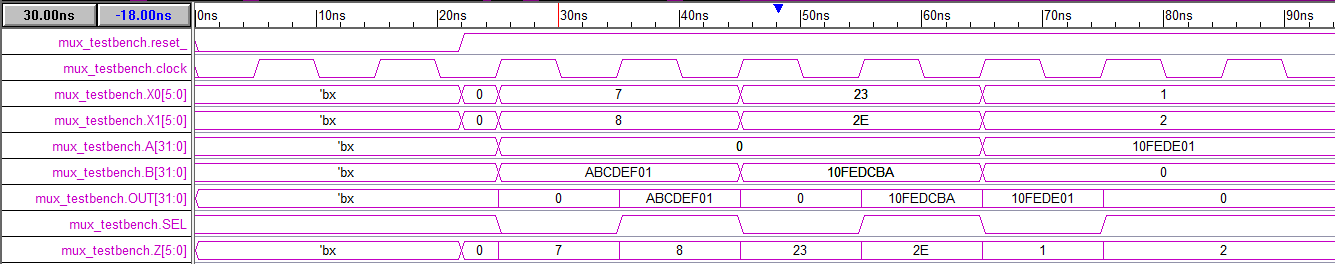 30.00ns -18.00ns 0ns 10ns 20ns 30ns 40ns 50ns 60ns 70ns 80ns 90ns
mux_testbench.reset_
mux_testbench.clock
mux_testbench.X0[5:0] 'bx 0 7 23 1
mux_testbench.X1[5:0] 'bx 0 8 2E 2
mux_testbench.A[31:0] 'bx 0 10FEDE01
mux_testbench.B[31:0] 'bx ABCDEF01 10FEDCBA 0
mux_testbench.OUT[31:0] 'bx 0 ABCDEF01 0 10FEDCBA 10FEDE01 0
mux_testbench.SEL
mux_testbench.Z[5:0] 'bx 0 7 8 23 2E 1 2